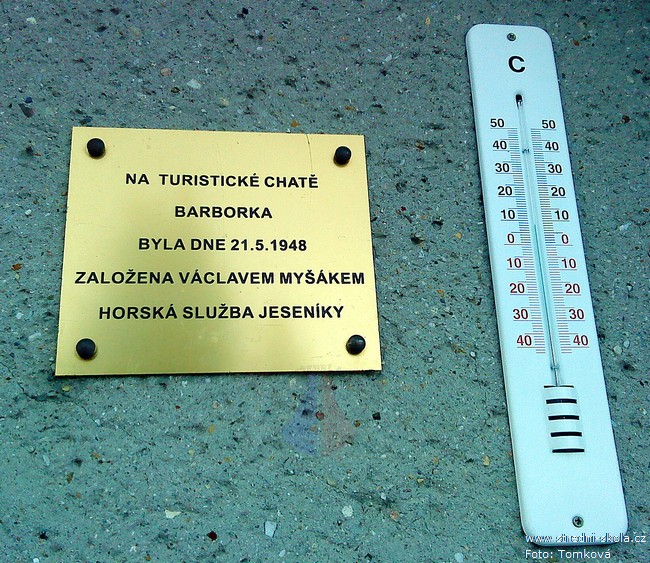 NA TURISTICKÉ CHATĚ
BARBORKA
BYLA DNE 21.5.1948
ZALOŽENA VÁCLAVEM MYŠÁKEM
HORSKÁ SLUŽBA JESENÍKY
C
50 50
40 40
30 30
20 20
10 10
0 0
10 10
20 20
30 30
40 40
Foto: Tomková